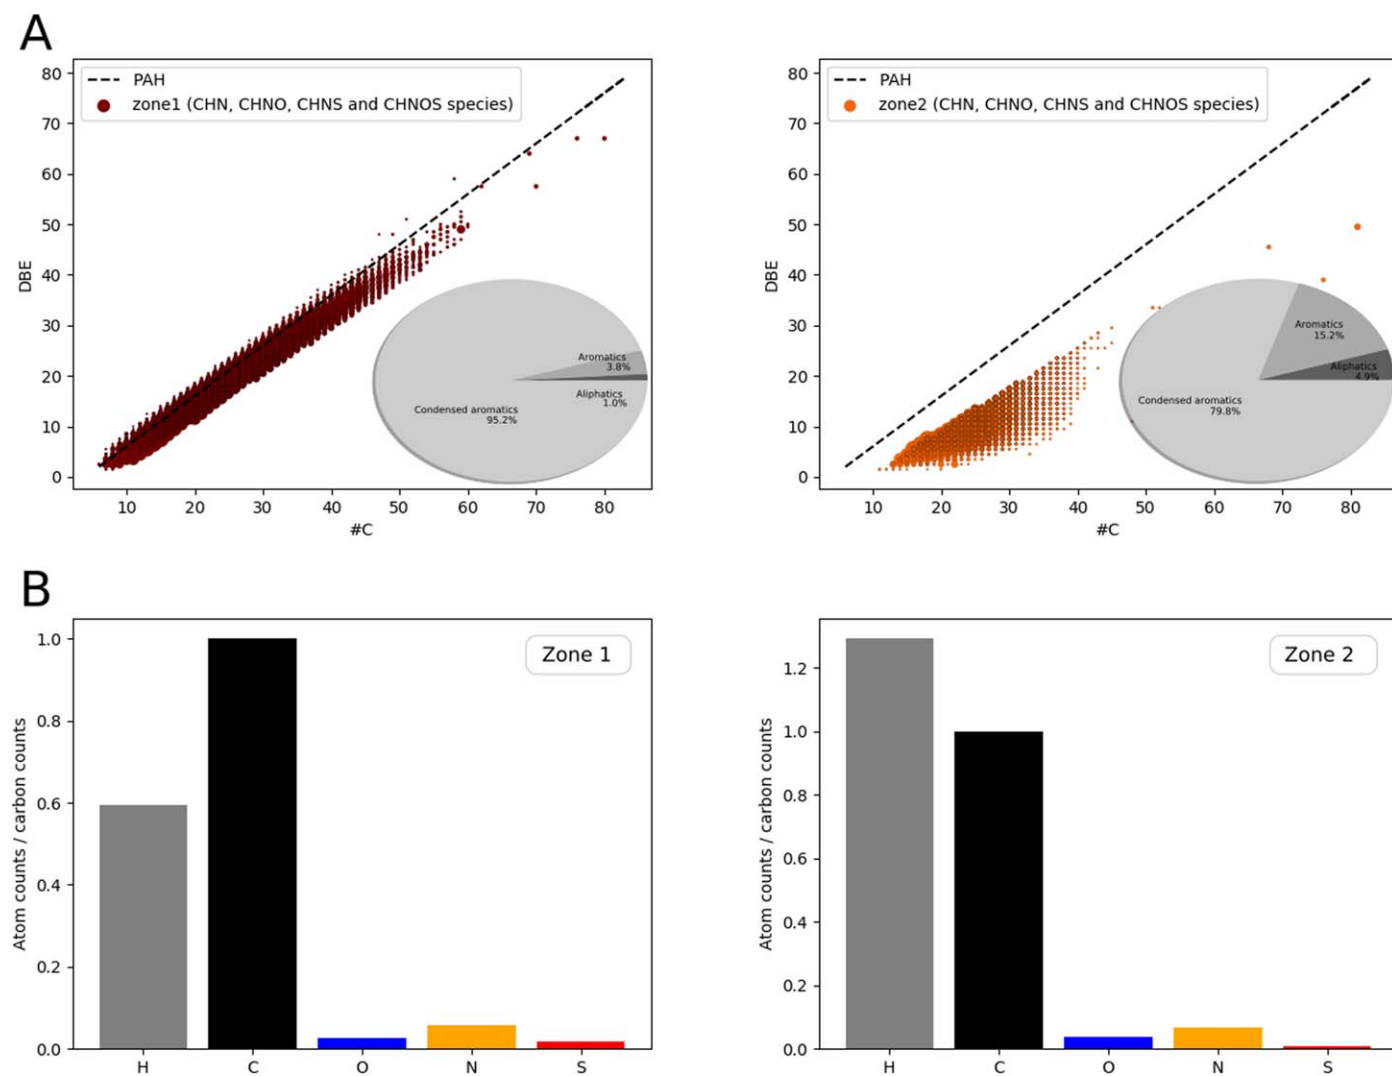 A
PAH
zone1 (CHN, CHNO, CHNS and CHNOS species)
80
70
60
50
40
30
20
10
0
DBE
Aromatics
3.8%
Aliphatics
1.0%
Condensed aromatics
95.2%
10 20 30 40 50 60 70 80
#C
PAH
zone2 (CHN, CHNO, CHNS and CHNOS species)
80
70
60
50
40
30
20
10
0
DBE
Aromatics
15.2%
Aliphatics
4.9%
Condensed aromatics
79.8%
10 20 30 40 50 60 70 80
#C
B
Zone 1
1.0
0.8
0.6
0.4
0.2
0.0
Atom counts / carbon counts
H C O N S
Zone 2
1.2
1.0
0.8
0.6
0.4
0.2
0.0
Atom counts / carbon counts
H C O N S